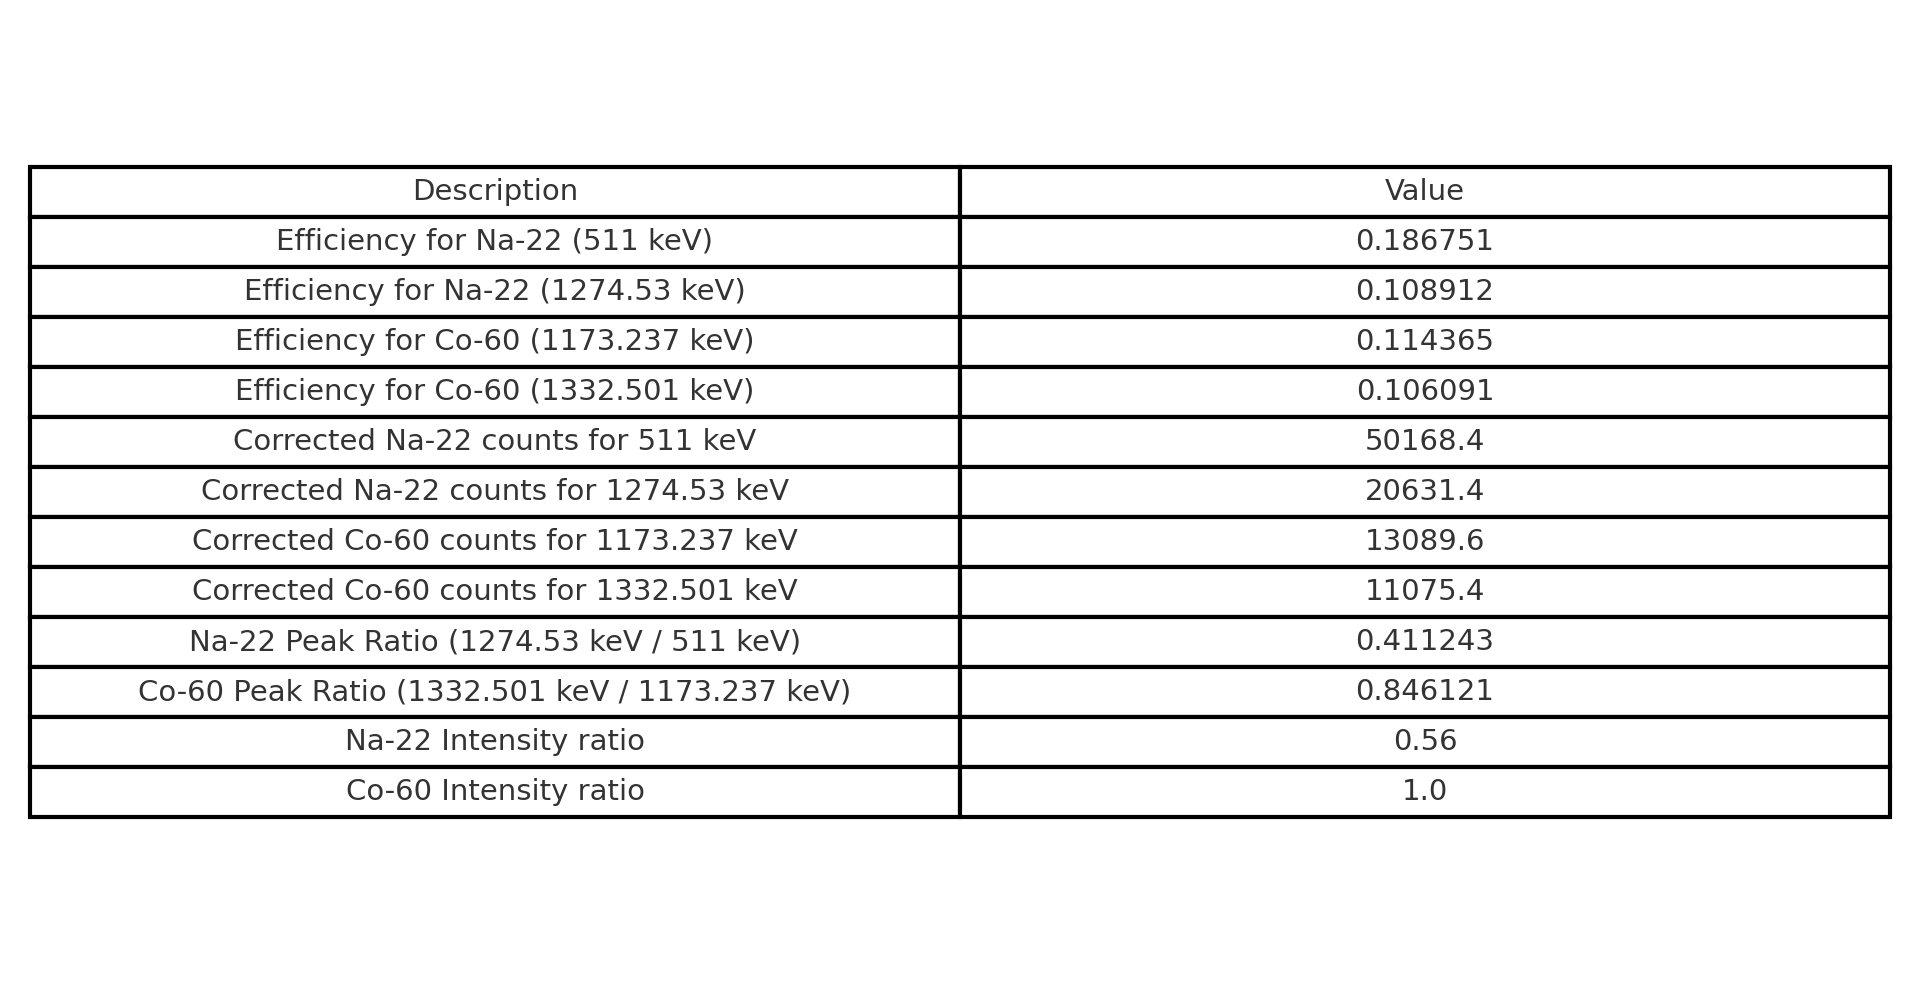 Description Value
Efficiency for Na-22 (511 keV) 0.186751
Efficiency for Na-22 (1274.53 keV) 0.108912
Efficiency for Co-60 (1173.237 keV) 0.114365
Efficiency for Co-60 (1332.501 keV) 0.106091
Corrected Na-22 counts for 511 keV 50168.4
Corrected Na-22 counts for 1274.53 keV 20631.4
Corrected Co-60 counts for 1173.237 keV 13089.6
Corrected Co-60 counts for 1332.501 keV 11075.4
Na-22 Peak Ratio (1274.53 keV / 511 keV) 0.411243
Co-60 Peak Ratio (1332.501 keV / 1173.237 keV) 0.846121
Na-22 Intensity ratio 0.56
Co-60 Intensity ratio 1.0